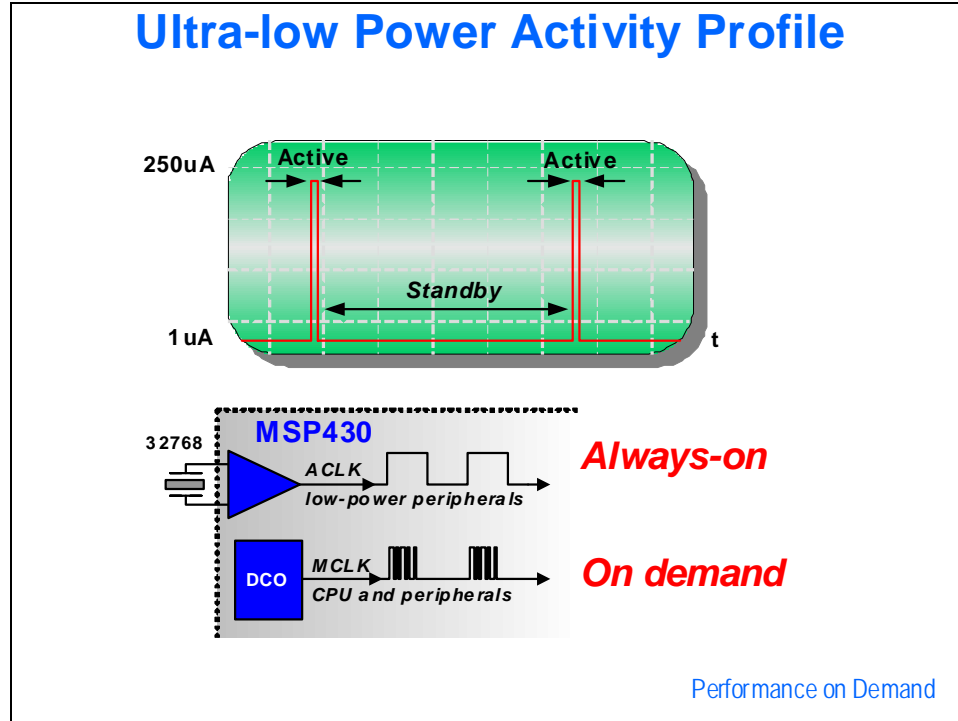 Ultra-low Power Activity Profile
250uA
Active
Active
Standby
1uA
t
32768
MSP430
ACLK
low-power peripherals
Always-on
DCO
MCLK
CPU and peripherals
On demand
Performance on Demand